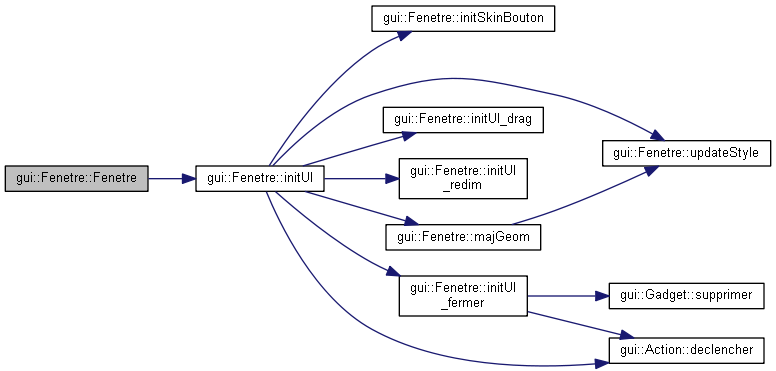 gui::Fenetre::initSkinBouton
gui::Fenetre::initUI_drag
gui::Fenetre::updateStyle
gui::Fenetre::Fenetre
gui::Fenetre::initUI
gui::Fenetre::initUI
_redim
gui::Fenetre::majGeom
gui::Fenetre::initUI
_fermer
gui::Gadget::supprimer
gui::Action::declencher